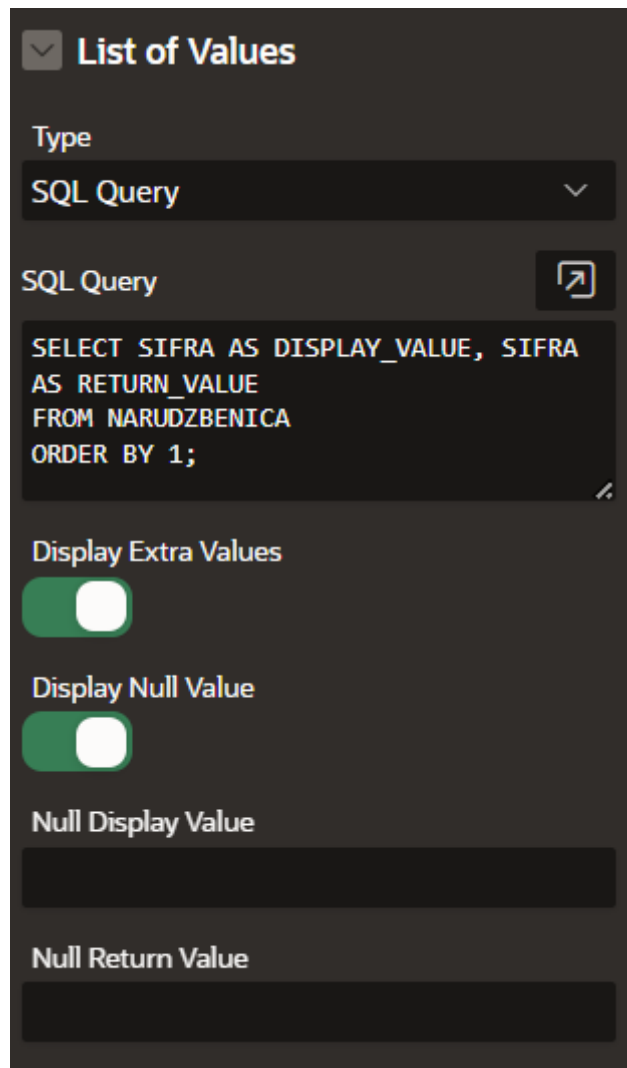 List of Values
Type
SQL Query
SQL Query
SELECT SIFRA AS DISPLAY_VALUE, SIFRA
AS RETURN_VALUE
FROM NARUDZBENICA
ORDER BY 1;
Display Extra Values
Display Null Value
Null Display Value
Null Return Value